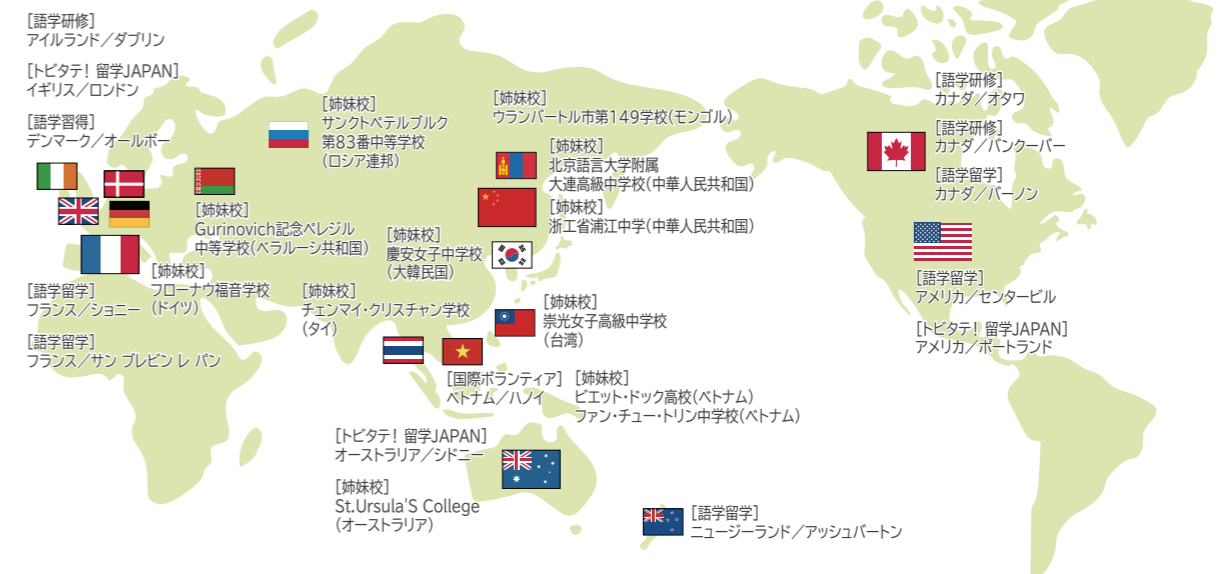 [語学研修]
アイルランド／ダブリン
[トビタテ！留学JAPAN]
イギリス／ロンドン
[語学習得]
デンマーク／オールボー
[姉妹校]
サンクトペテルブルク
第83番中等学校
（ロシア連邦）
[姉妹校]
ウランバートル市第149学校（モンゴル）
[姉妹校]
北京語言大学附属
大連高級中学校（中華人民共和国）
[姉妹校]
浙工省浦江中学（中華人民共和国）
[姉妹校]
Gurinovich記念ベレジル
中等学校（ベラルーシ共和国）
[姉妹校]
慶安女子中学校
（大韓民国）
[姉妹校]
フローナウ福音学校
（ドイツ）
[語学留学]
フランス／ショニー
[語学留学]
フランス／サン ブレビン レ パン
[姉妹校]
チェンマイ・クリスチャン学校
（タイ）
[姉妹校]
崇光女子高級中学校
（台湾）
[国際ボランティア]
ベトナム／ハノイ
[姉妹校]
ビエット・ドック高校（ベトナム）
ファン・チュー・トリン中学校（ベトナム）
[トビタテ！留学JAPAN]
オーストラリア／シドニー
[姉妹校]
St.Ursula'S College
（オーストラリア）
[語学留学]
ニュージーランド／アッシュバートン
[語学研修]
カナダ／オタワ
[語学研修]
カナダ／バンクーバー
[語学留学]
カナダ／バーノン
[語学留学]
アメリカ／センタービル
[トビタテ！留学JAPAN]
アメリカ／ポートランド